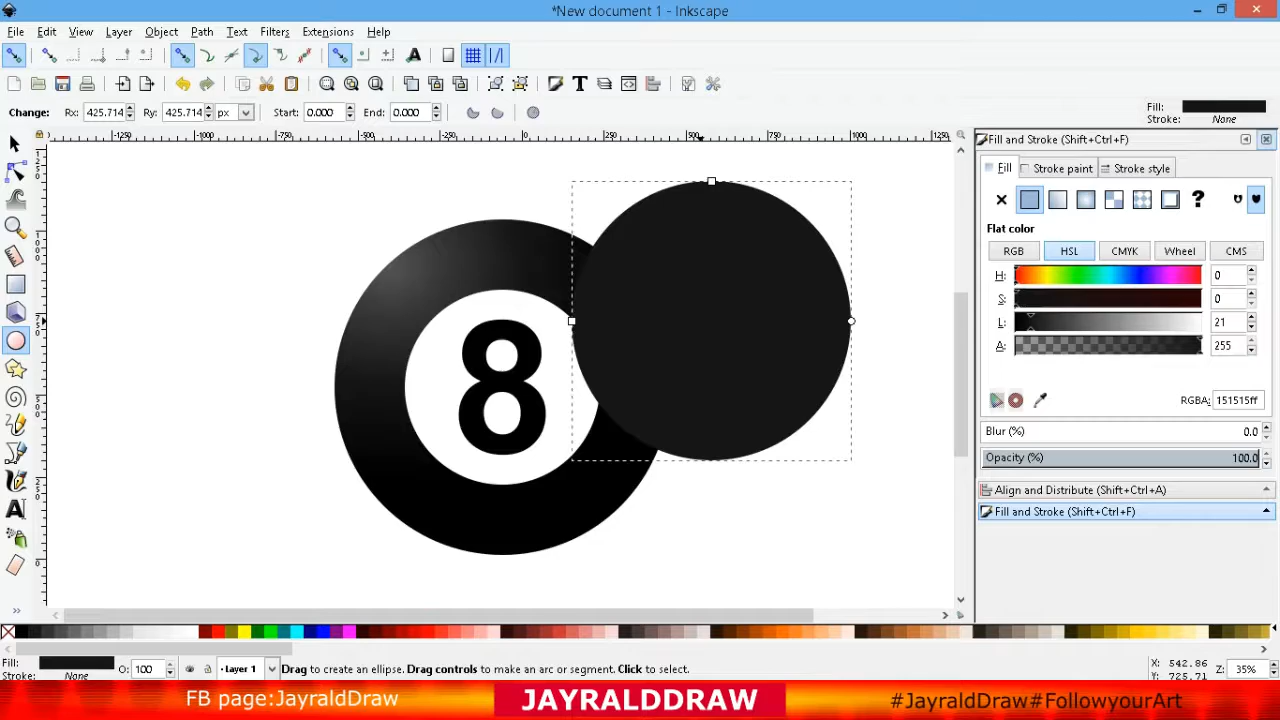 *New document 1 - Inkscape
File Edit View Layer Object Path Text Filters Extensions Help
Change: Rx: 425.714 Ry: 425.714 px Start: 0.000 End: 0.000
Fill:
Stroke: None
Fill and Stroke (Shift+Ctrl+F)
Fill Stroke paint Stroke style
Flat color
RGB HSL CMYK Wheel CMS
H: 0
S: 0
L: 21
A: 255
RGBA: 151515ff
Blur (%) 0.0
Opacity (%) 100.0
Align and Distribute (Shift+Ctrl+A)
Fill and Stroke (Shift+Ctrl+F)
8
Fill:
Stroke: None
O: 100
Layer 1
Drag to create an ellipse. Drag controls to make an arc or segment. Click to select.
X: 542.86
Y: 725.71
Z: 35%
FB page:JayraldDraw
JAYRALDDRAW
#JayraldDraw#FollowyourArt